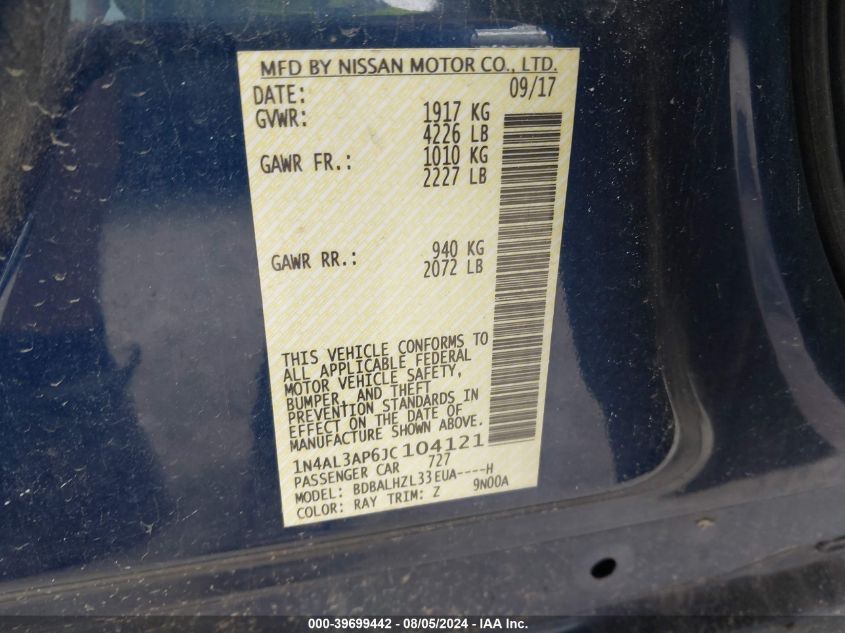 MFD BY NISSAN MOTOR CO., LTD.
DATE: 09/17
GVWR: 1917 KG
4226 LB
GAWR FR.: 1010 KG
2227 LB
GAWR RR.: 940 KG
2072 LB
THIS VEHICLE CONFORMS TO
ALL APPLICABLE FEDERAL
MOTOR VEHICLE SAFETY,
BUMPER, AND THEFT
PREVENTION STANDARDS IN
EFFECT ON THE DATE OF
MANUFACTURE SHOWN ABOVE.
1N4AL3AP6JC104121
PASSENGER CAR 727
MODEL: BDBALHZL33EUA----H
COLOR: RAY TRIM: Z 9N00A
000-39699442 - 08/05/2024 - IAA Inc.